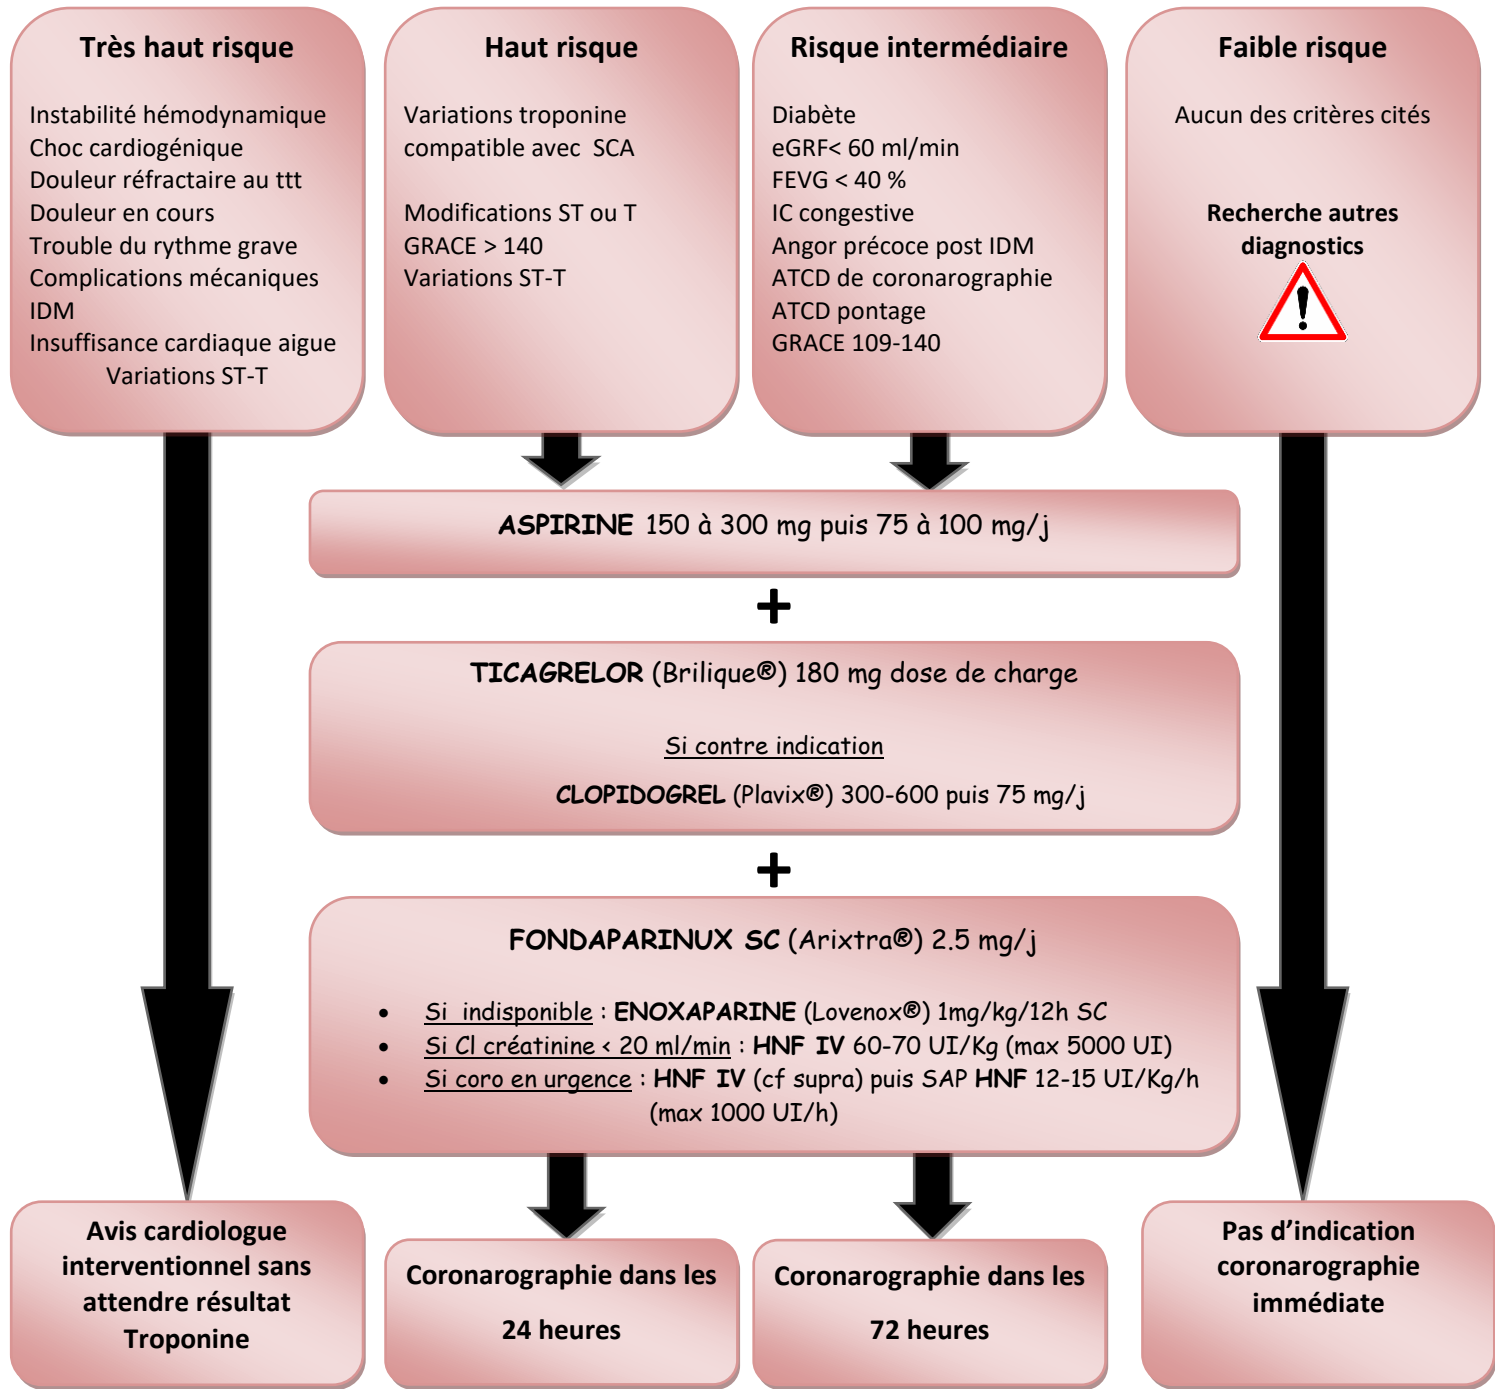 Très haut risque
Instabilité hémodynamique
Choc cardiogénique
Douleur réfractaire au ttt
Douleur en cours
Trouble du rythme grave
Complications mécaniques
IDM
Insuffisance cardiaque aigue
Variations ST-T
Haut risque
Variations troponine
compatible avec SCA
Modifications ST ou T
GRACE > 140
Variations ST-T
Risque intermédiaire
Diabète
eGRF< 60 ml/min
FEVG < 40 %
IC congestive
Angor précoce post IDM
ATCD de coronarographie
ATCD pontage
GRACE 109-140
Faible risque
Aucun des critères cités
Recherche autres
diagnostics
!
ASPIRINE 150 à 300 mg puis 75 à 100 mg/j
+
TICAGRELOR (Brilique®) 180 mg dose de charge
Si contre indication
CLOPIDOGREL (Plavix®) 300-600 puis 75 mg/j
+
FONDAPARINUX SC (Arixtra®) 2.5 mg/j
• Si indisponible : ENOXAPARINE (Lovenox®) 1mg/kg/12h SC
• Si Cl créatinine < 20 ml/min : HNF IV 60-70 UI/Kg (max 5000 UI)
• Si coro en urgence : HNF IV (cf supra) puis SAP HNF 12-15 UI/Kg/h
(max 1000 UI/h)
Avis cardiologue
interventionnel sans
attendre résultat
Troponine
Coronarographie dans les
24 heures
Coronarographie dans les
72 heures
Pas d’indication
coronarographie
immédiate